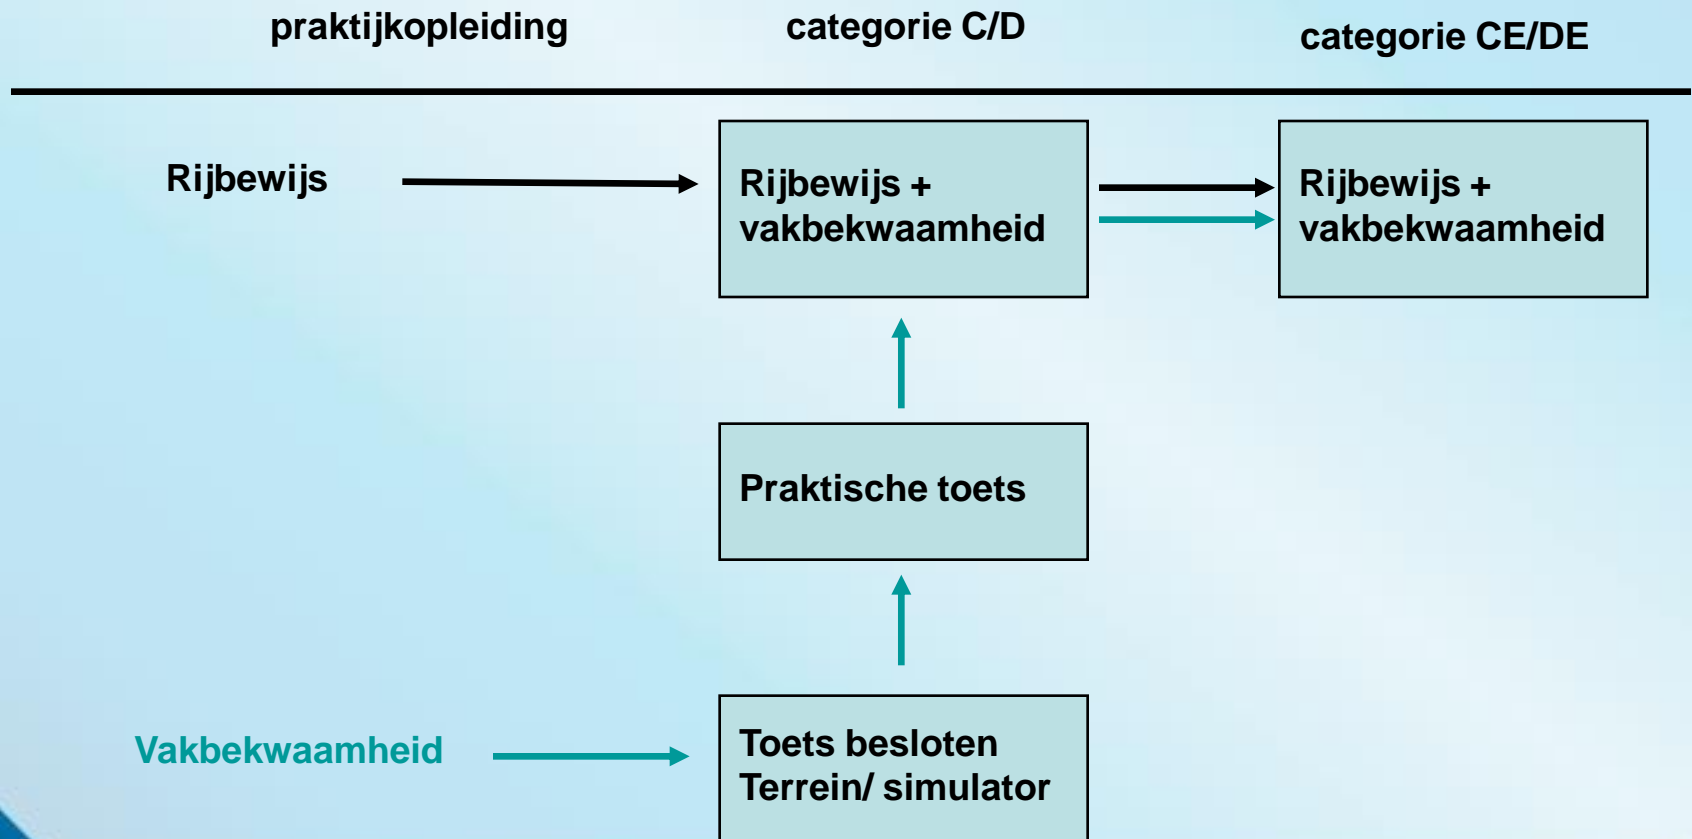 praktijkopleiding
categorie C/D
categorie CE/DE
Rijbewijs
Rijbewijs +
vakbekwaamheid
Rijbewijs +
vakbekwaamheid
Praktische toets
Vakbekwaamheid
Toets besloten
Terrein/ simulator